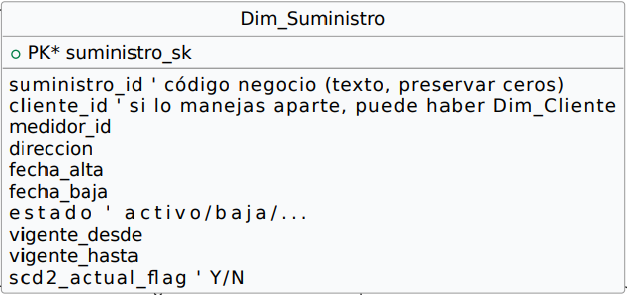 Dim_Suministro
PK* suministro_sk
suministro_id ' código negocio (texto, preservar ceros)
cliente_id ' si lo manejas aparte, puede haber Dim_Cliente
medidor_id
direccion
fecha_alta
fecha_baja
estado ' activo/baja/...
vigente_desde
vigente_hasta
scd2_actual_flag ' Y/N